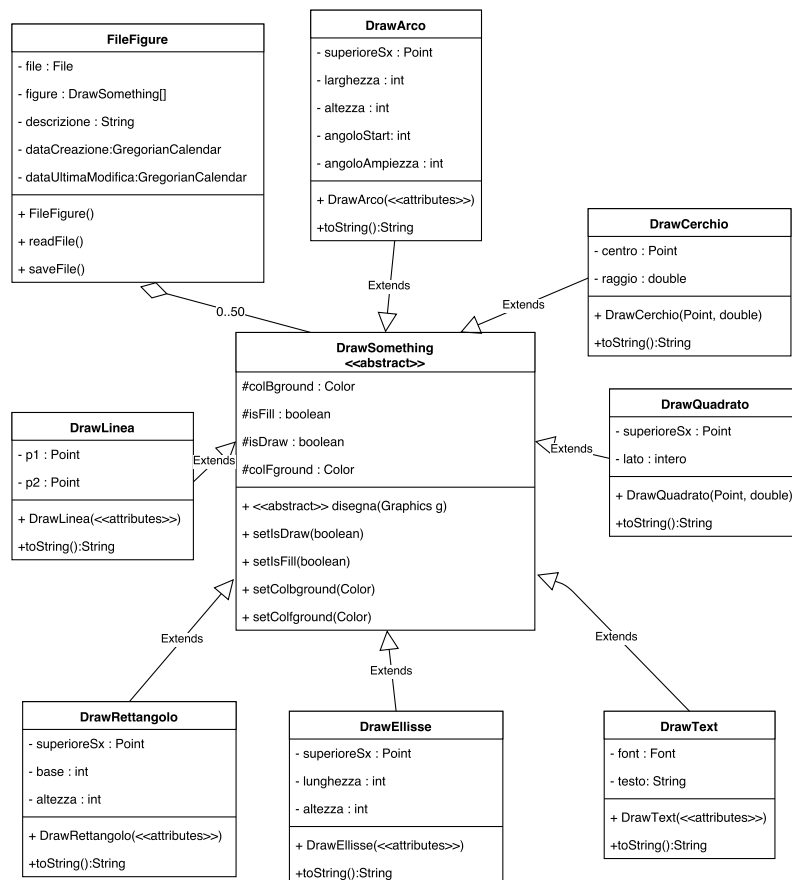 FileFigure
- file : File
- figure : DrawSomething[]
- descrizione : String
- dataCreazione:GregorianCalendar
- dataUltimaModifica:GregorianCalendar
+ FileFigure()
+ readFile()
+ saveFile()
DrawArco
- superioreSx : Point
- larghezza : int
- altezza : int
- angoloStart: int
- angoloAmpiezza : int
+ DrawArco(<<attributes>>)
+toString():String
DrawCerchio
- centro : Point
- raggio : double
+ DrawCerchio(Point, double)
+toString():String
Extends
Extends
0..50
DrawSomething
<<abstract>>
#colBground : Color
#isFill : boolean
#isDraw : boolean
#colFground : Color
+ <<abstract>> disegna(Graphics g)
+ setIsDraw(boolean)
+ setIsFill(boolean)
+ setColbground(Color)
+ setColfground(Color)
DrawLinea
- p1 : Point
- p2 : Point
+ DrawLinea(<<attributes>>)
+toString():String
Extends
DrawQuadrato
- superioreSx : Point
- lato : intero
+ DrawQuadrato(Point, double)
+toString():String
Extends
Extends
Extends
Extends
DrawRettangolo
- superioreSx : Point
- base : int
- altezza : int
+ DrawRettangolo(<<attributes>>)
+toString():String
DrawEllisse
- superioreSx : Point
- lunghezza : int
- altezza : int
+ DrawEllisse(<<attributes>>)
+toString():String
DrawText
- font : Font
- testo: String
+ DrawText(<<attributes>>)
+toString():String